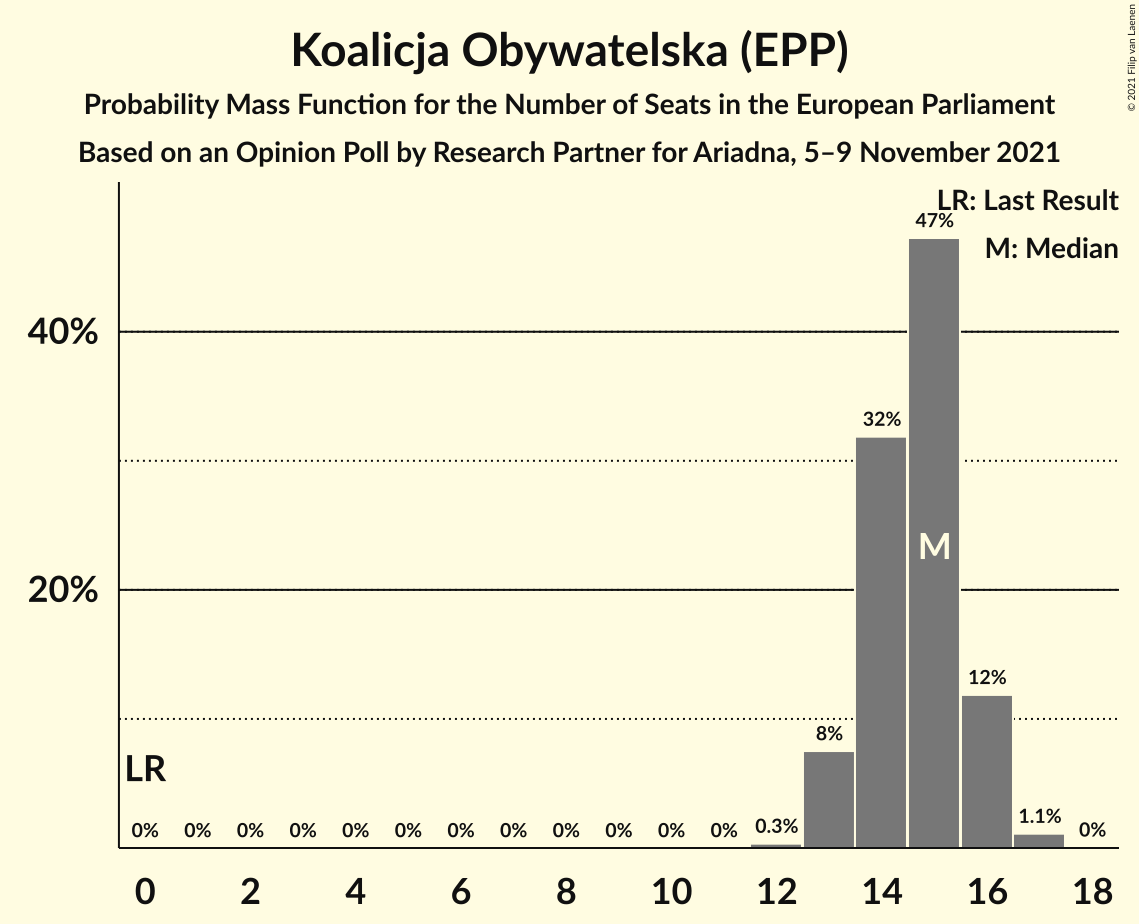 Koalicja Obywatelska (EPP)
Probability Mass Function for the Number of Seats in the European Parliament
Based on an Opinion Poll by Research Partner for Ariadna, 5–9 November 2021
© 2021 Filip van Laenen
LR: Last Result
M: Median
47%
40%
32%
M
20%
12%
8%
LR
0% 0% 0% 0% 0% 0% 0% 0% 0% 0% 0% 0% 0.3% 1.1% 0%
0 2 4 6 8 10 12 14 16 18